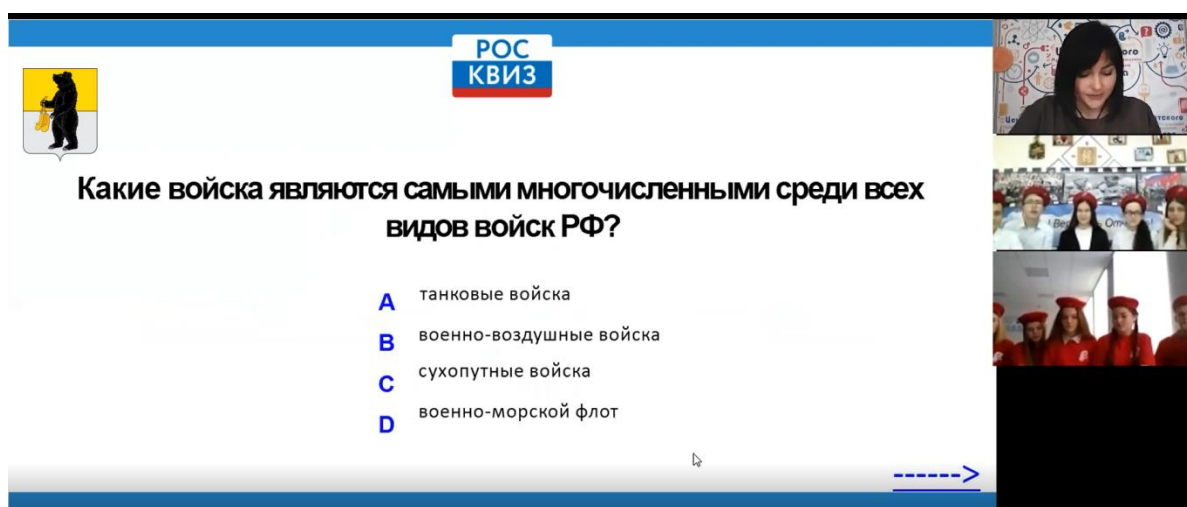 РОС
КВИЗ
Какие войска являются самыми многочисленными среди всех
видов войск РФ?
A танковые войска
B военно-воздушные войска
C сухопутные войска
D военно-морской флот
------>